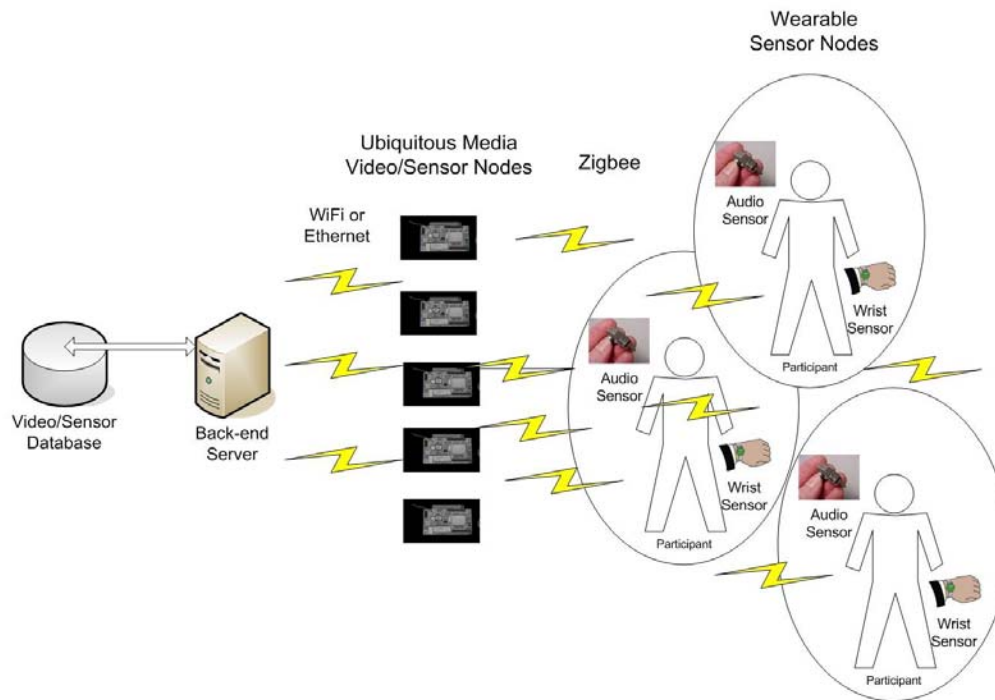 Wearable
Sensor Nodes
Ubiquitous Media
Video/Sensor Nodes
Zigbee
WiFi or
Ethernet
Audio
Sensor
Wrist
Sensor
Participant
Audio
Sensor
Wrist
Sensor
Participant
Audio
Sensor
Wrist
Sensor
Participant
Video/Sensor
Database
Back-end
Server